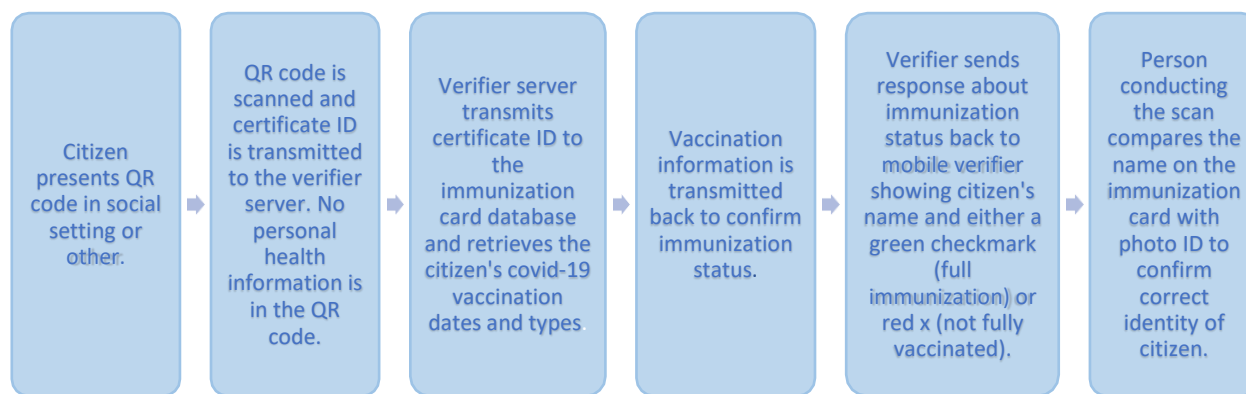 Citizen
presents QR
code in social
setting or
other.
QR code is
scanned and
certificate ID
is transmitted
to the verifier
server. No
personal
health
information is
in the QR
code.
Verifier server
transmits
certificate ID to
the
immunization
card database
and retrieves the
citizen's covid-19
vaccination
dates and types.
Vaccination
information is
transmitted
back to confirm
immunization
status.
Verifier sends
response about
immunization
status back to
mobile verifier
showing citizen's
name and either a
green checkmark
(full
immunization) or
red x (not fully
vaccinated).
Person
conducting
the scan
compares the
name on the
immunization
card with
photo ID to
confirm
correct
identity of
citizen.